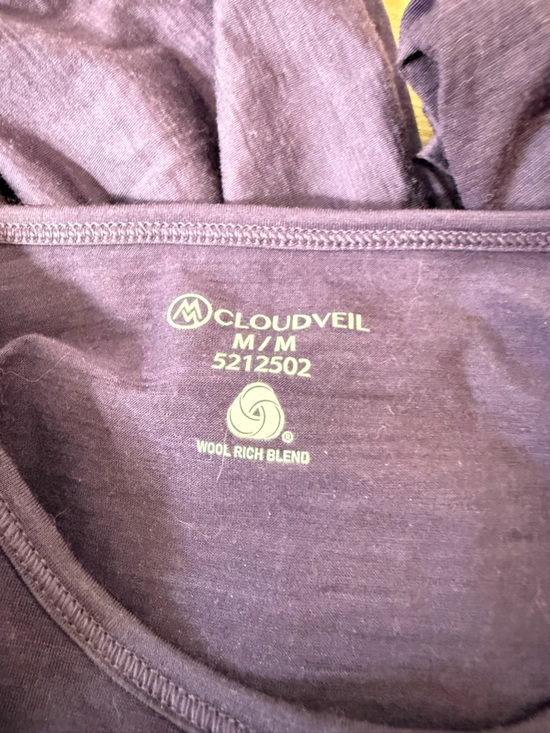 CLOUDVEIL
M/M
5212502
®
WOOL RICH BLEND